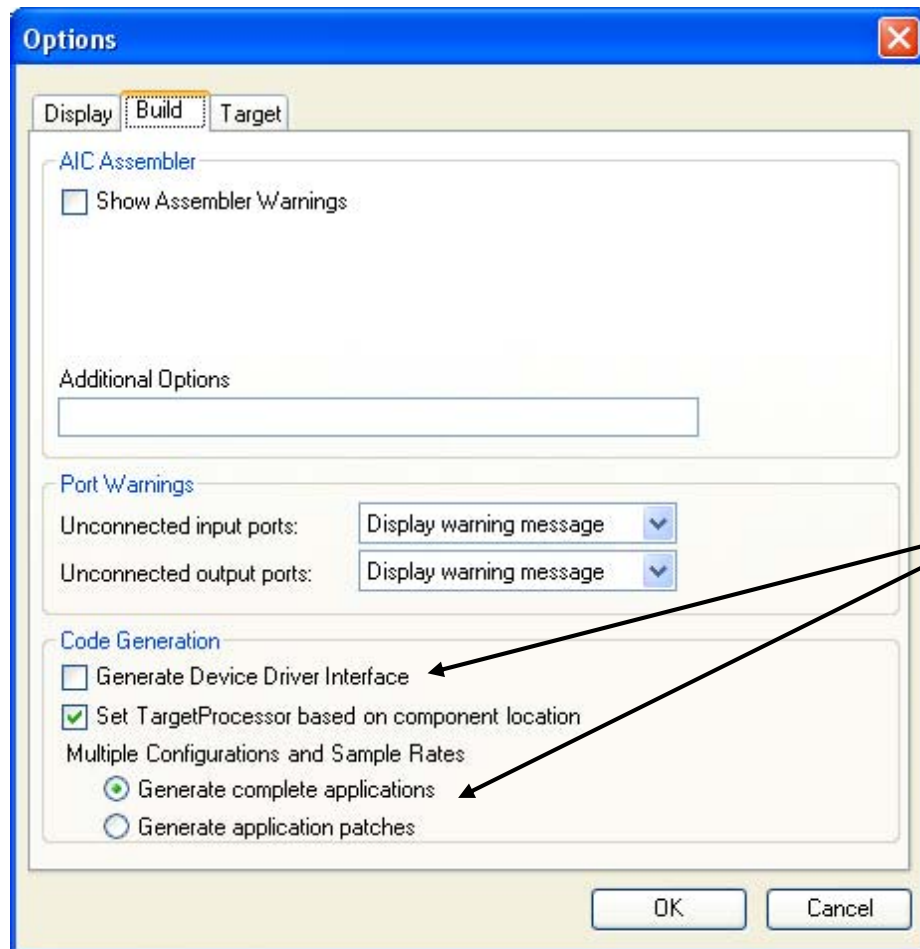 Options
Display Build Target
AIC Assembler
Show Assembler Warnings
Additional Options
Port Warnings
Unconnected input ports: Display warning message
Unconnected output ports: Display warning message
Code Generation
Generate Device Driver Interface
Set TargetProcessor based on component location
Multiple Configurations and Sample Rates
Generate complete applications
Generate application patches
OK Cancel